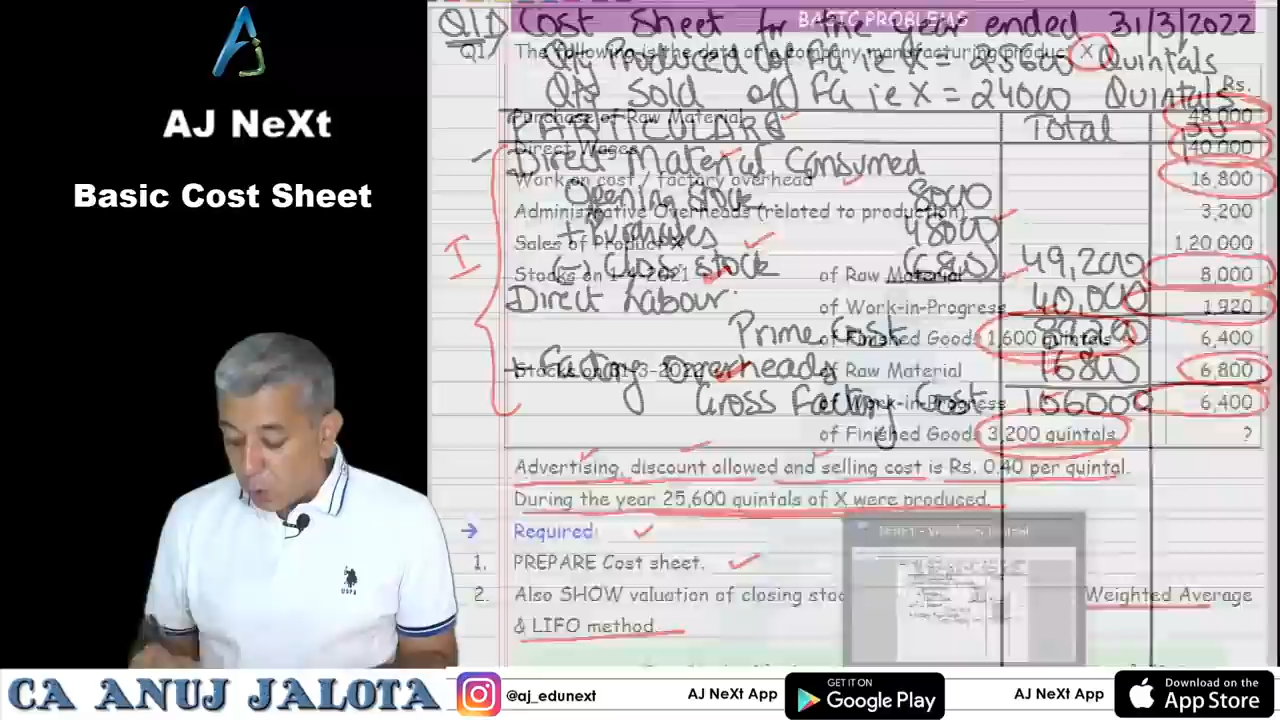 AJ NeXt
Basic Cost Sheet
BASIC PROBLEMS
Q1) Cost Sheet for the year ended 31/3/2022
Q1) The following is the data of a company manufacturing product X
Qty Produced of FG ie X = 25600 Quintals
Rs.
Qty Sold of FG ie X = 24000 Quintals
Purchase of Raw Material 48,000
PARTICULARS Total
Direct Wages 40,000
Direct Material Consumed
Work on cost / factory overhead 16,800
Opening stock 8000
Administrative Overheads (related to production) 3,200
+ Purchases 48000
Sales of Product X 1,20,000
(-) Clos. stock (6800) 49,200
Stocks on 1-4-2021 of Raw Material 8,000
Direct Labour. 40,000
of Work-in-Progress 1,920
Prime Cost 89,200
of Finished Goods 1,600 quintals 6,400
+ Factory Overheads 16800
Stocks on 31-3-2022 of Raw Material 6,800
Gross Factory Cost 106000
of Work-in-Progress 6,400
of Finished Goods 3,200 quintals ?
I
Advertising, discount allowed and selling cost is Rs. 0.40 per quintal.
During the year 25,600 quintals of X were produced.
→ Required:
1. PREPARE Cost sheet.
2. Also SHOW valuation of closing Weighted Average
& LIFO method.
USPA
CA ANUJ JALOTA
@aj_edunext
AJ NeXt App
GET IT ON
Google Play
AJ NeXt App
Download on the
App Store